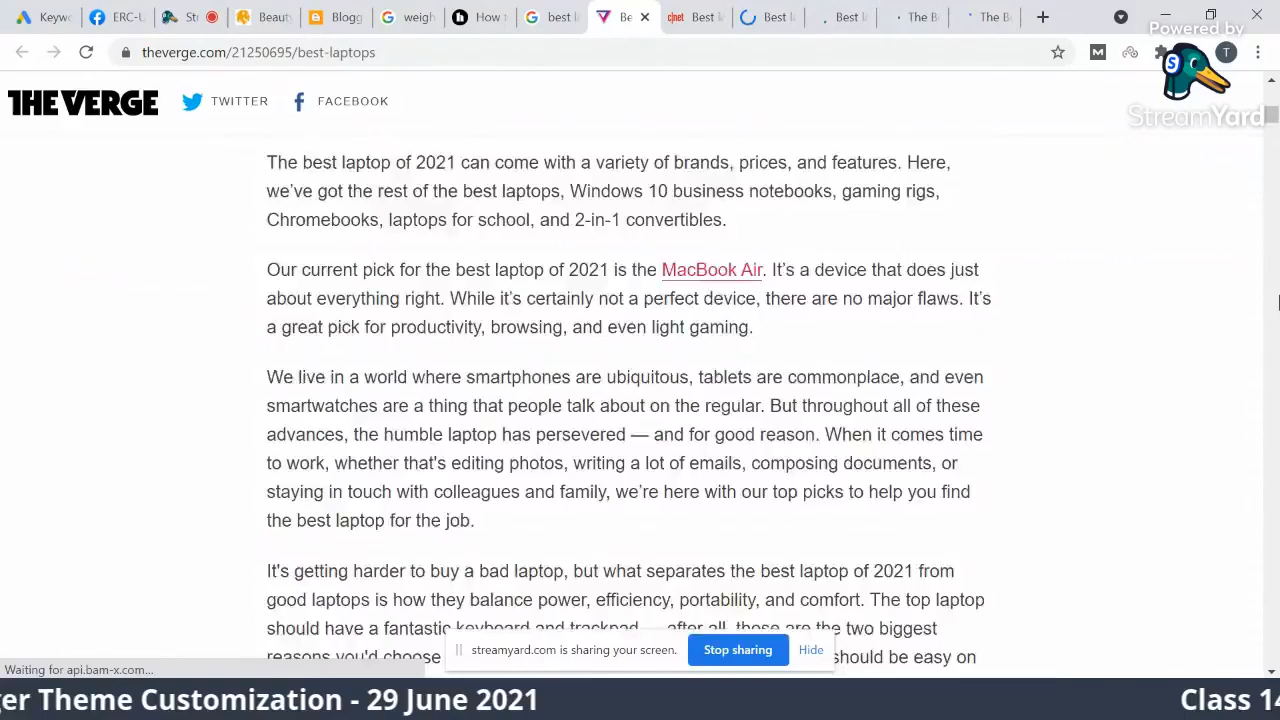 Keyw ERC-U Str Beaut Blogg weigh How t best l Be Best l Best l Best l The B The B
theverge.com/21250695/best-laptops
Powered by
StreamYard
THE VERGE TWITTER FACEBOOK
The best laptop of 2021 can come with a variety of brands, prices, and features. Here,
we've got the rest of the best laptops, Windows 10 business notebooks, gaming rigs,
Chromebooks, laptops for school, and 2-in-1 convertibles.
Our current pick for the best laptop of 2021 is the MacBook Air. It's a device that does just
about everything right. While it's certainly not a perfect device, there are no major flaws. It's
a great pick for productivity, browsing, and even light gaming.
We live in a world where smartphones are ubiquitous, tablets are commonplace, and even
smartwatches are a thing that people talk about on the regular. But throughout all of these
advances, the humble laptop has persevered — and for good reason. When it comes time
to work, whether that's editing photos, writing a lot of emails, composing documents, or
staying in touch with colleagues and family, we're here with our top picks to help you find
the best laptop for the job.
It's getting harder to buy a bad laptop, but what separates the best laptop of 2021 from
good laptops is how they balance power, efficiency, portability, and comfort. The top laptop
should have a fantastic keyboard and trackpad — after all, those are the two biggest
reasons you'd choose should be easy on
streamyard.com is sharing your screen. Stop sharing Hide
Waiting for api.bam-x.com...
ger Theme Customization - 29 June 2021 Class 14